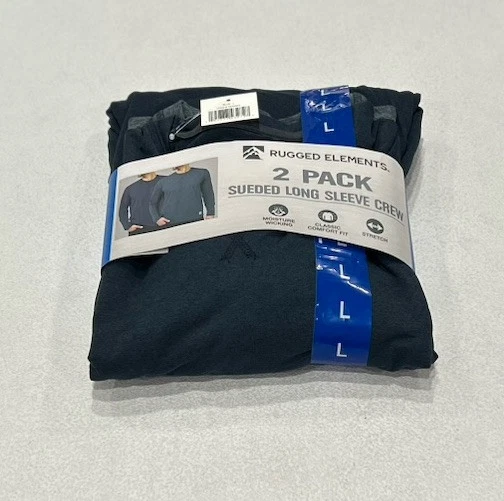 L
RUGGED ELEMENTS.
2 PACK
SUEDED LONG SLEEVE CREW
MOISTURE
WICKING
CLASSIC
COMFORT FIT
STRETCH
L
L
L
L